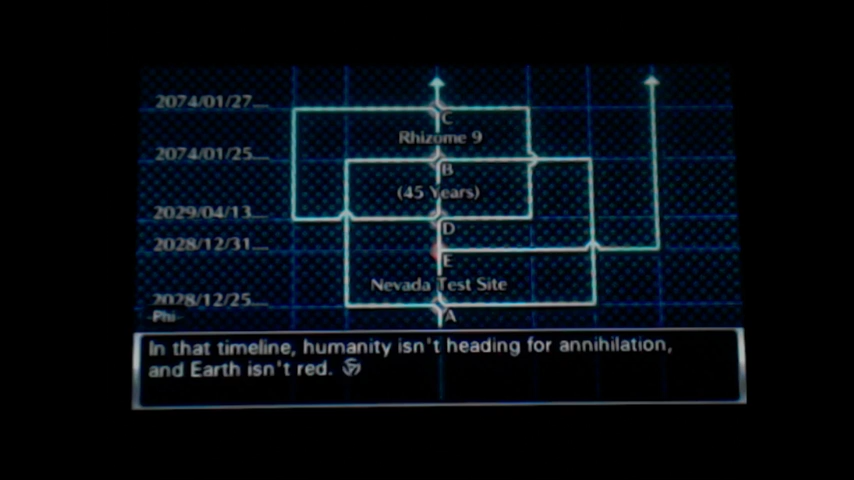 2074/01/27
C
Rhizome 9
2074/01/25
B
(45 Years)
2029/04/13
D
2028/12/31
E
Nevada Test Site
2028/12/25
A
Phi
In that timeline, humanity isn't heading for annihilation,
and Earth isn't red.